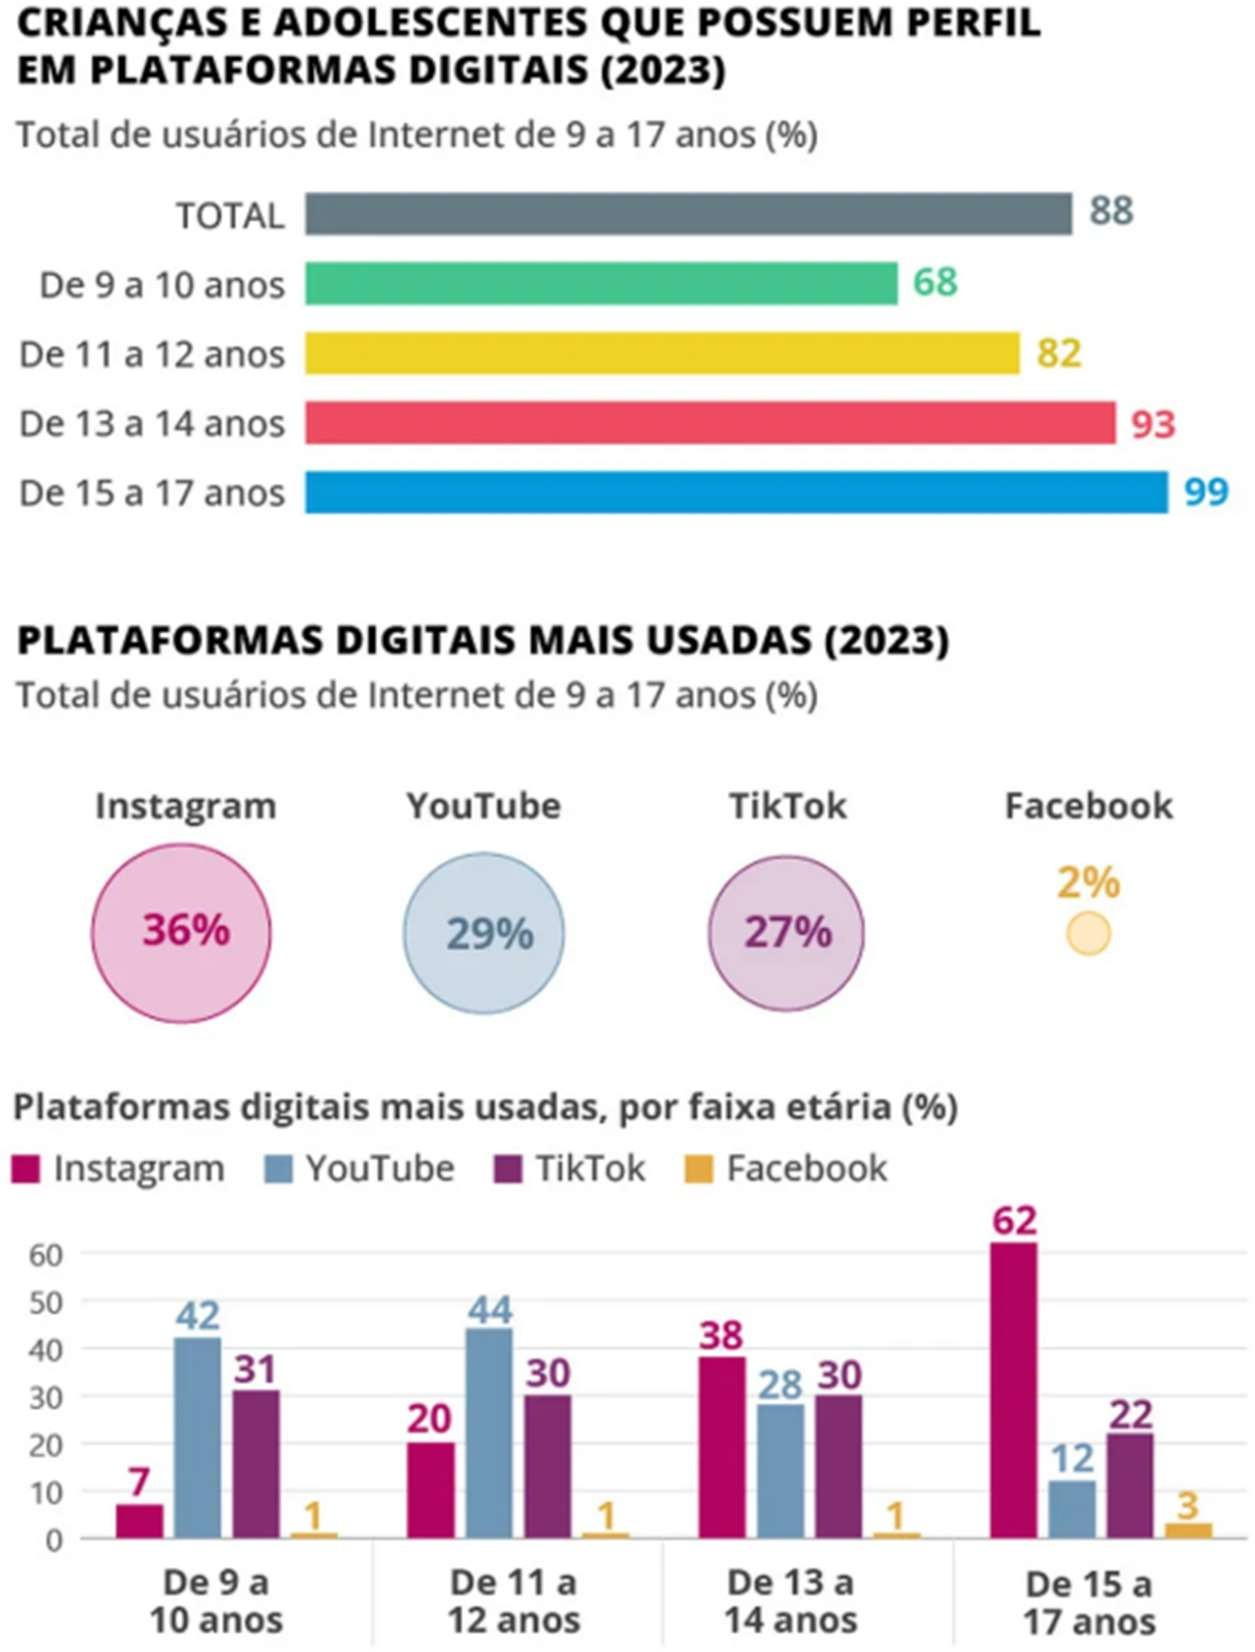 CRIANÇAS E ADOLESCENTES QUE POSSUEM PERFIL
EM PLATAFORMAS DIGITAIS (2023)
Total de usuários de Internet de 9 a 17 anos (%)
TOTAL 88
De 9 a 10 anos 68
De 11 a 12 anos 82
De 13 a 14 anos 93
De 15 a 17 anos 99
PLATAFORMAS DIGITAIS MAIS USADAS (2023)
Total de usuários de Internet de 9 a 17 anos (%)
Instagram YouTube TikTok Facebook
36% 29% 27% 2%
Plataformas digitais mais usadas, por faixa etária (%)
Instagram YouTube TikTok Facebook
60
50
40
30
20
10
0
7 42 31 1
20 44 30 1
38 28 30 1
62 12 22 3
De 9 a
10 anos
De 11 a
12 anos
De 13 a
14 anos
De 15 a
17 anos